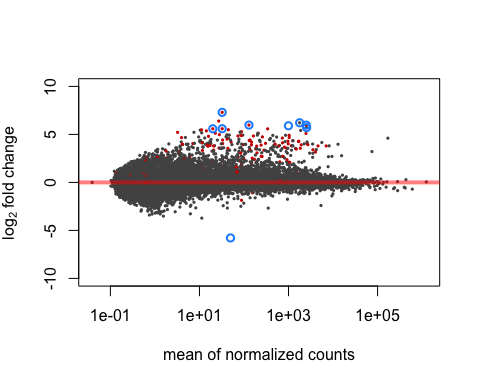 10
5
0
-5
-10
log2 fold change
1e-01
1e+01
1e+03
1e+05
mean of normalized counts